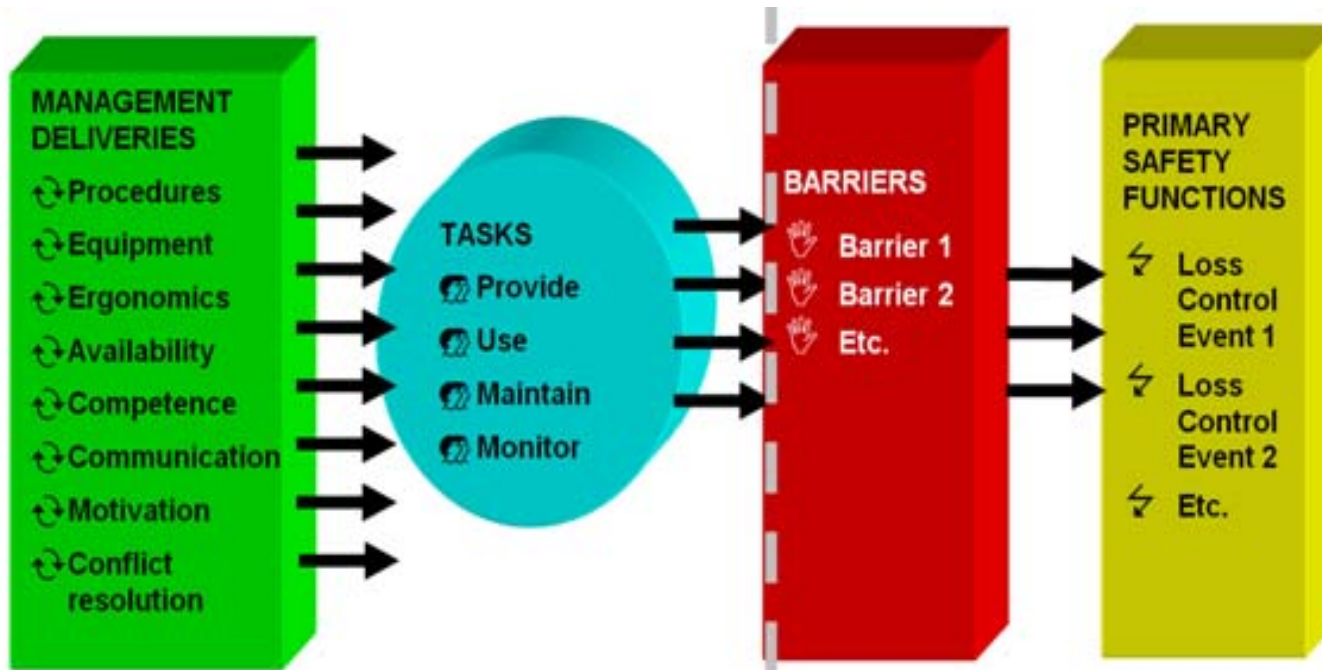 MANAGEMENT
DELIVERIES
Procedures
Equipment
Ergonomics
Availability
Competence
Communication
Motivation
Conflict
resolution
TASKS
Provide
Use
Maintain
Monitor
BARRIERS
Barrier 1
Barrier 2
Etc.
PRIMARY
SAFETY
FUNCTIONS
Loss
Control
Event 1
Loss
Control
Event 2
Etc.